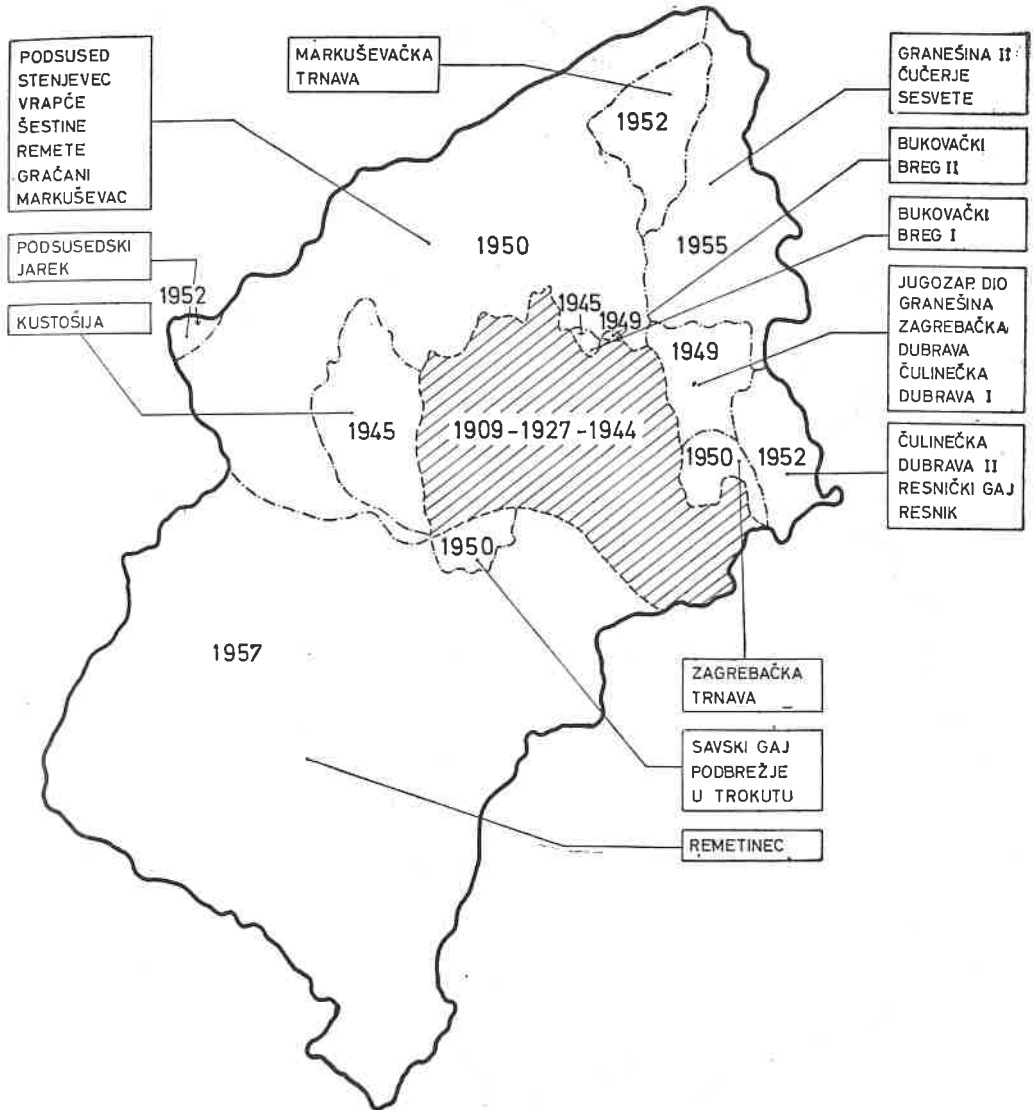 PODSUSED
STENJEVEC
VRAPČE
ŠESTINE
REMETE
GRAČANI
MARKUŠEVAC
MARKUŠEVAČKA
TRNAVA
GRANEŠINA II
ČUČERJE
SESVETE
BUKOVAČKI
BREG II
BUKOVAČKI
BREG I
PODSUSEDSKI
JAREK
KUSTOŠIJA
JUGOZAP. DIO
GRANEŠINA
ZAGREBAČKA
DUBRAVA
ČULINEČKA
DUBRAVA I
ČULINEČKA
DUBRAVA II
RESNIČKI GAJ
RESNIK
1952
1950
1955
1952
1945
1949
1949
1945
1909-1927-1944
1950
1952
1950
1957
ZAGREBAČKA
TRNAVA
SAVSKI GAJ
PODBREŽJE
U TROKUTU
REMETINEC